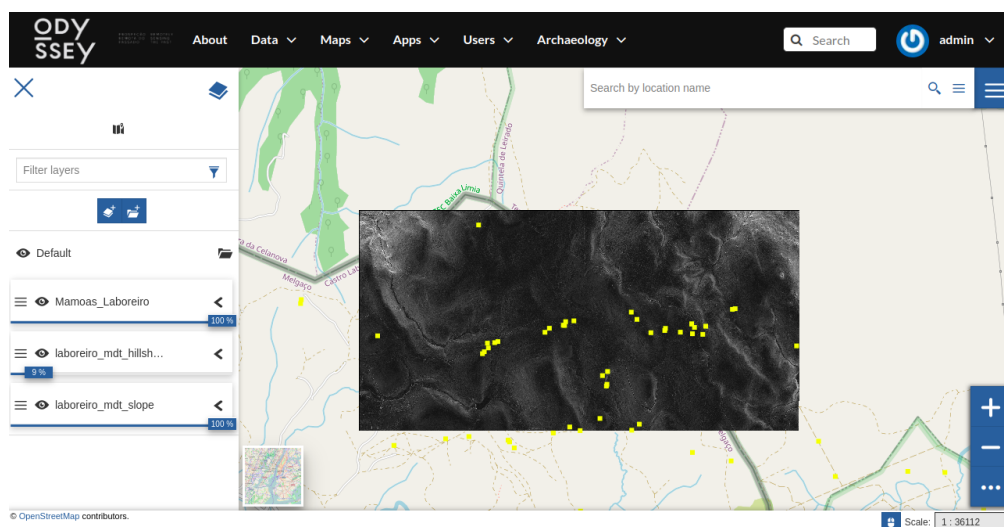 ODY
SSEY
About
Data
Maps
Apps
Users
Archaeology
Search
admin
Search by location name
Filter layers
Default
Mamoas_Laboreiro
100 %
laboreiro_mdt_hillsh...
9 %
laboreiro_mdt_slope
100 %
Quintela de Leirado
Baixa Limia
da Celanova
Melgaço
Castro Lab
Melgaço
© OpenStreetMap contributors.
Scale:
1 : 36112